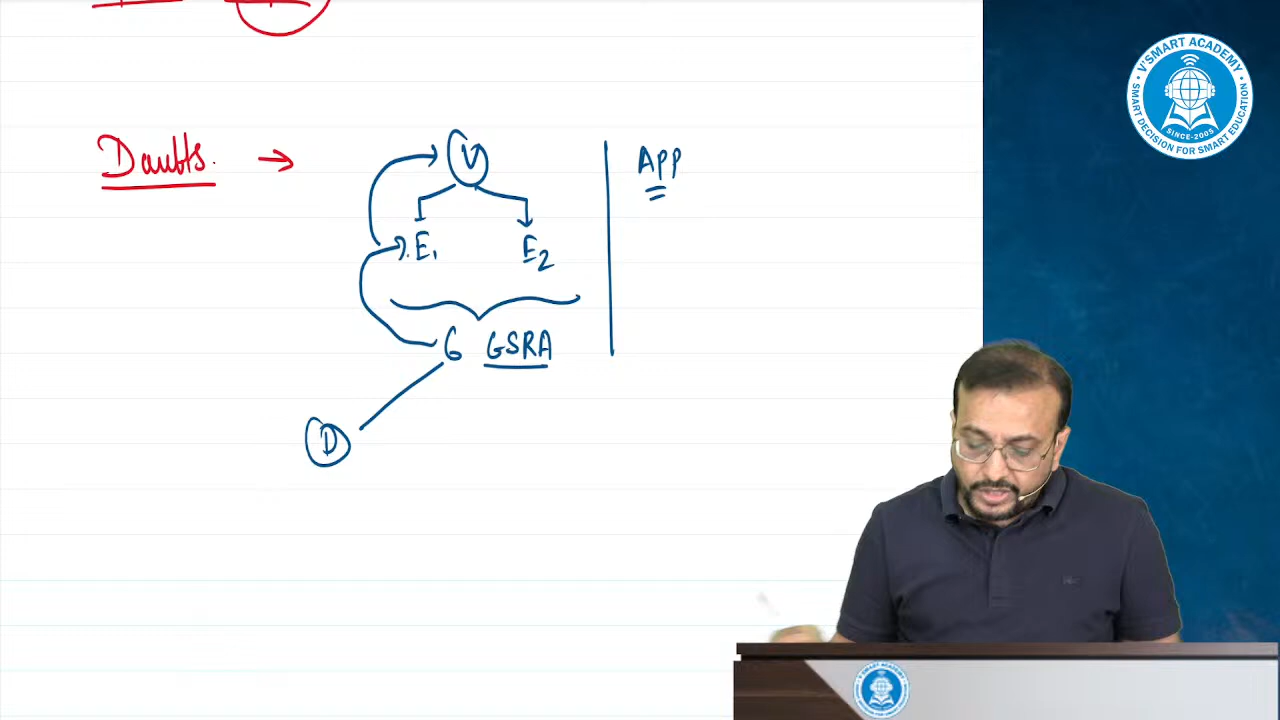 Doubts. →
V
App
E1 E2
6 GSRA
D
V'SMART ACADEMY
SINCE-2005
SMART DECISION FOR SMART EDUCATION